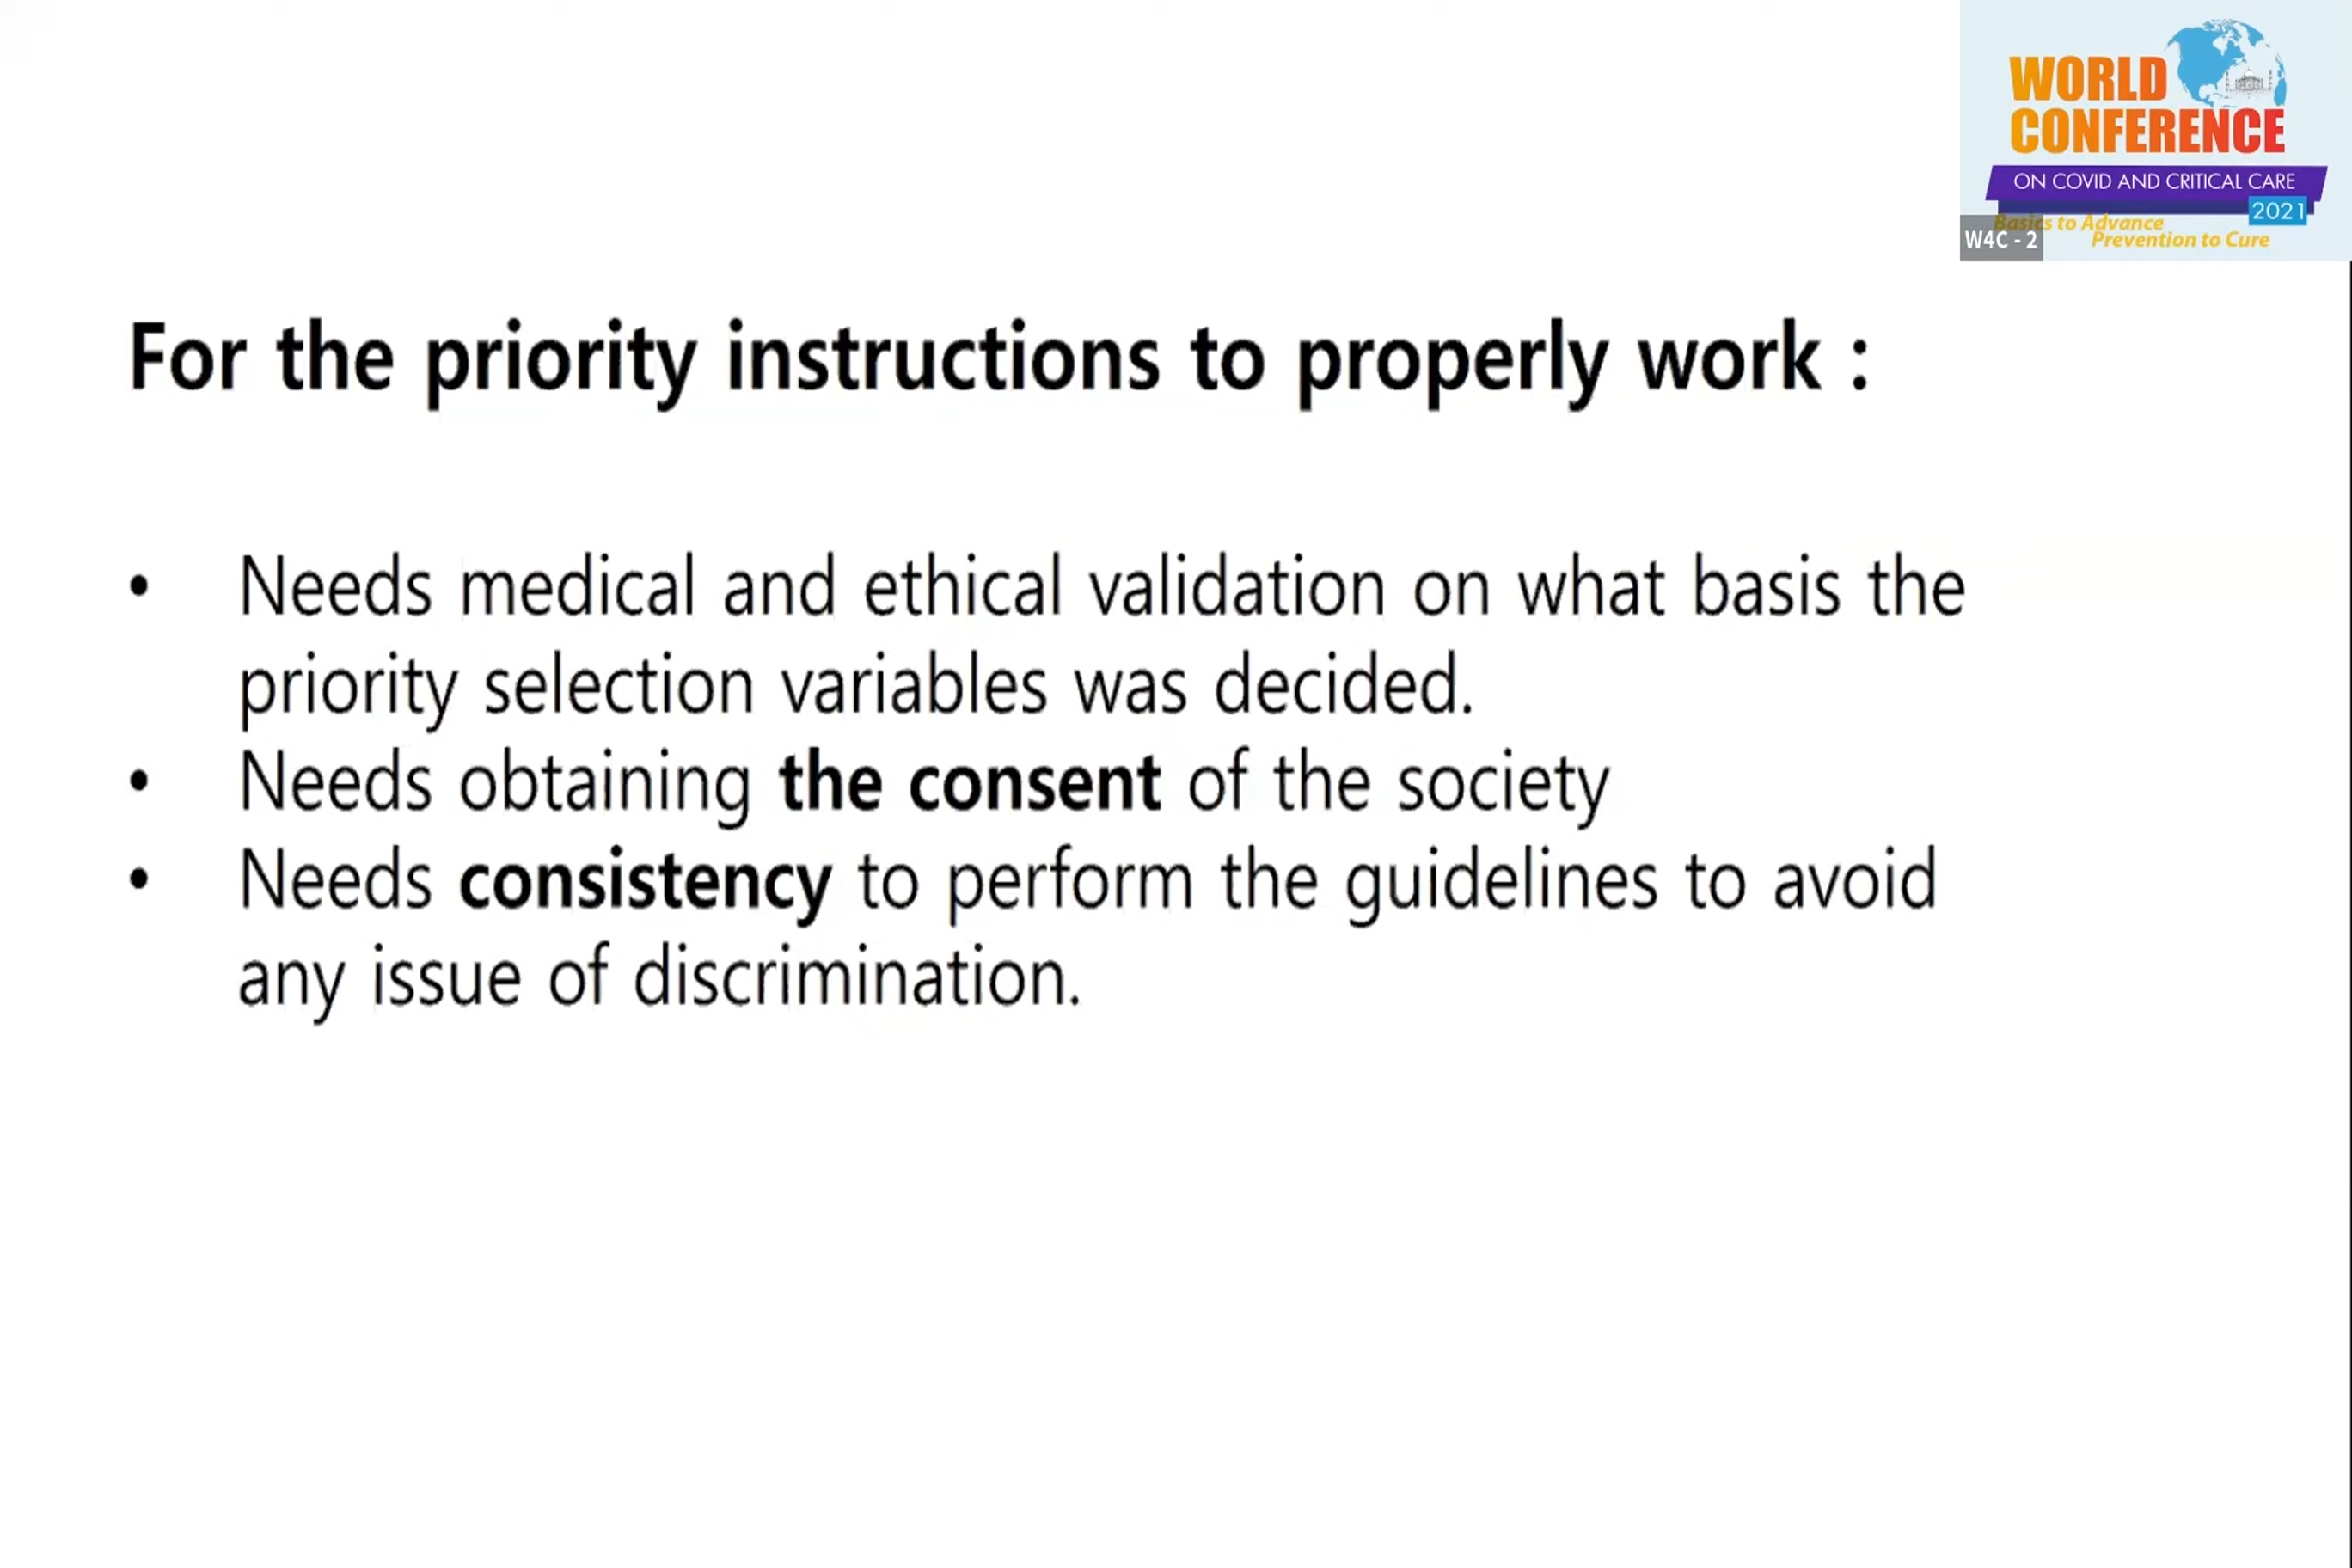 WORLD
CONFERENCE
ON COVID AND CRITICAL CARE
2021
Basics to Advance
Prevention to Cure
W4C - 2
For the priority instructions to properly work :
• Needs medical and ethical validation on what basis the
priority selection variables was decided.
• Needs obtaining the consent of the society
• Needs consistency to perform the guidelines to avoid
any issue of discrimination.